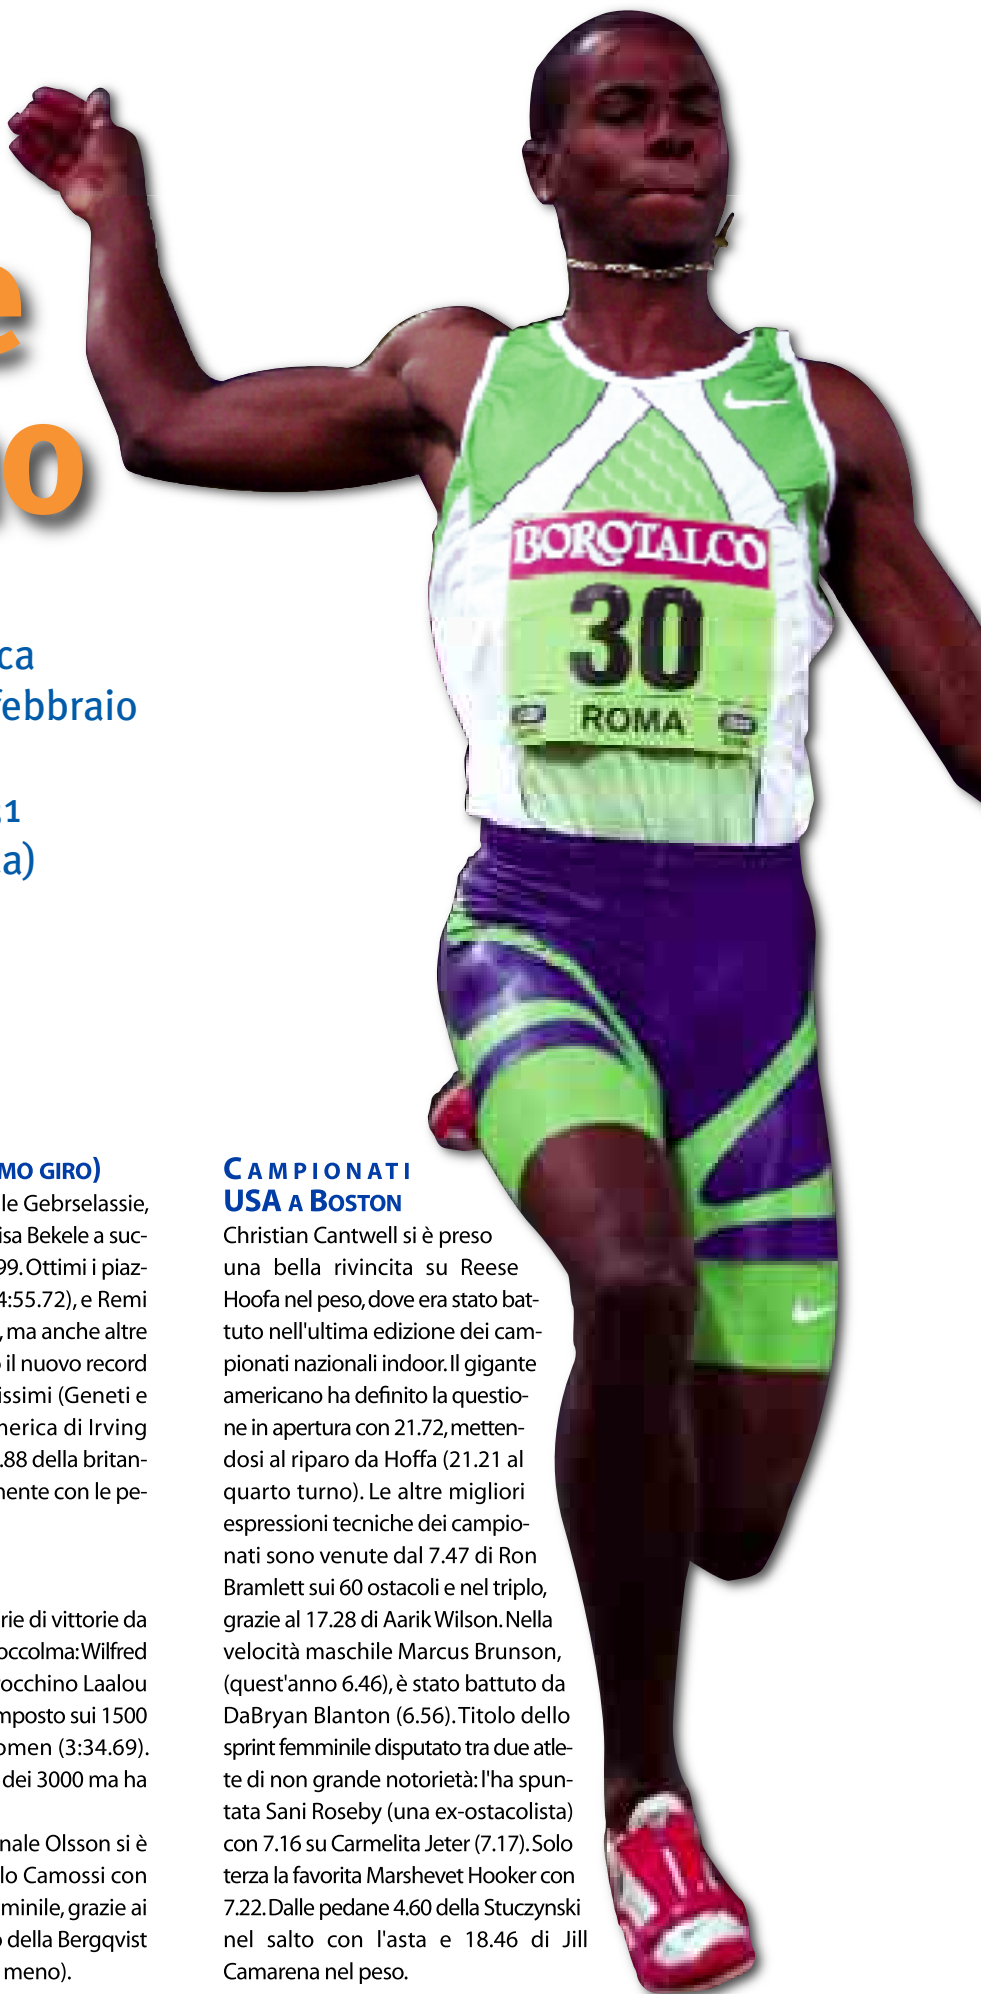 e
go
ca
febbraio
1
a)
MO GIRO)
le Gebrselassie,
isa Bekele a suc-
99. Ottimi i piaz-
4:55.72), e Remi
, ma anche altre
il nuovo record
issimi (Geneti e
merica di Irving
.88 della britan-
mente con le pe-
rie di vittorie da
occolma: Wilfred
occhino Laalou
mposto sui 1500
omen (3:34.69).
dei 3000 ma ha
nale Olsson si è
lo Camossi con
minile, grazie ai
o della Bergqvist
meno).
CAMPIONATI
USA A BOSTON
Christian Cantwell si è preso
una bella rivincita su Reese
Hoofa nel peso, dove era stato bat-
tuto nell'ultima edizione dei cam-
pionati nazionali indoor. Il gigante
americano ha definito la questio-
ne in apertura con 21.72, metten-
dosi al riparo da Hoffa (21.21 al
quarto turno). Le altre migliori
espressioni tecniche dei campio-
nati sono venute dal 7.47 di Ron
Bramlett sui 60 ostacoli e nel triplo,
grazie al 17.28 di Aarik Wilson. Nella
velocità maschile Marcus Brunson,
(quest'anno 6.46), è stato battuto da
DaBryan Blanton (6.56). Titolo dello
sprint femminile disputato tra due atle-
te di non grande notorietà: l'ha spun-
tata Sani Roseby (una ex-ostacolista)
con 7.16 su Carmelita Jeter (7.17). Solo
terza la favorita Marshevet Hooker con
7.22. Dalle pedane 4.60 della Stuczynski
nel salto con l'asta e 18.46 di Jill
Camarena nel peso.
BOROTALCO
30
ROMA